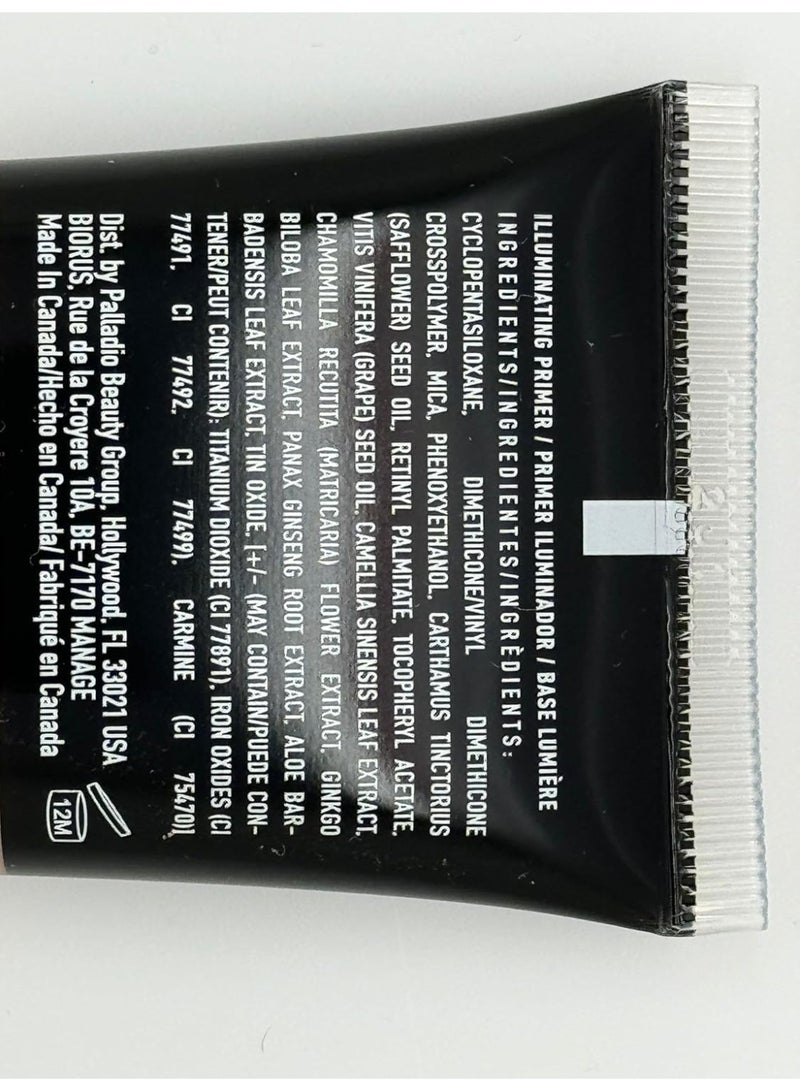 ILLUMINATING PRIMER / PRIMER ILUMINADOR / BASE LUMIÈRE
INGREDIENTS/INGREDIENTES/INGRÈDIENTS:
CYCLOPENTASILOXANE, DIMETHICONE/VINYL DIMETHICONE
CROSSPOLYMER, MICA, PHENOXYETHANOL, CARTHAMUS TINCTORIUS
(SAFFLOWER) SEED OIL, RETINYL PALMITATE, TOCOPHERYL ACETATE,
VITIS VINIFERA (GRAPE) SEED OIL, CAMELLIA SINENSIS LEAF EXTRACT,
CHAMOMILLA RECUTITA (MATRICARIA) FLOWER EXTRACT, GINKGO
BILOBA LEAF EXTRACT, PANAX GINSENG ROOT EXTRACT, ALOE BAR-
BADENSIS LEAF EXTRACT, TIN OXIDE, [+/- (MAY CONTAIN/PUEDE CON-
TENER/PEUT CONTENIR): TITANIUM DIOXIDE (CI 77891), IRON OXIDES (CI
77491, CI 77492, CI 77499), CARMINE (CI 75470)]
Dist. by Palladio Beauty Group, Hollywood, FL 33021 USA
BIORUS, Rue de la Croyere 10A, BE-7170 MANAGE
Made In Canada/Hecho en Canada/ Fabriqué en Canada
12M